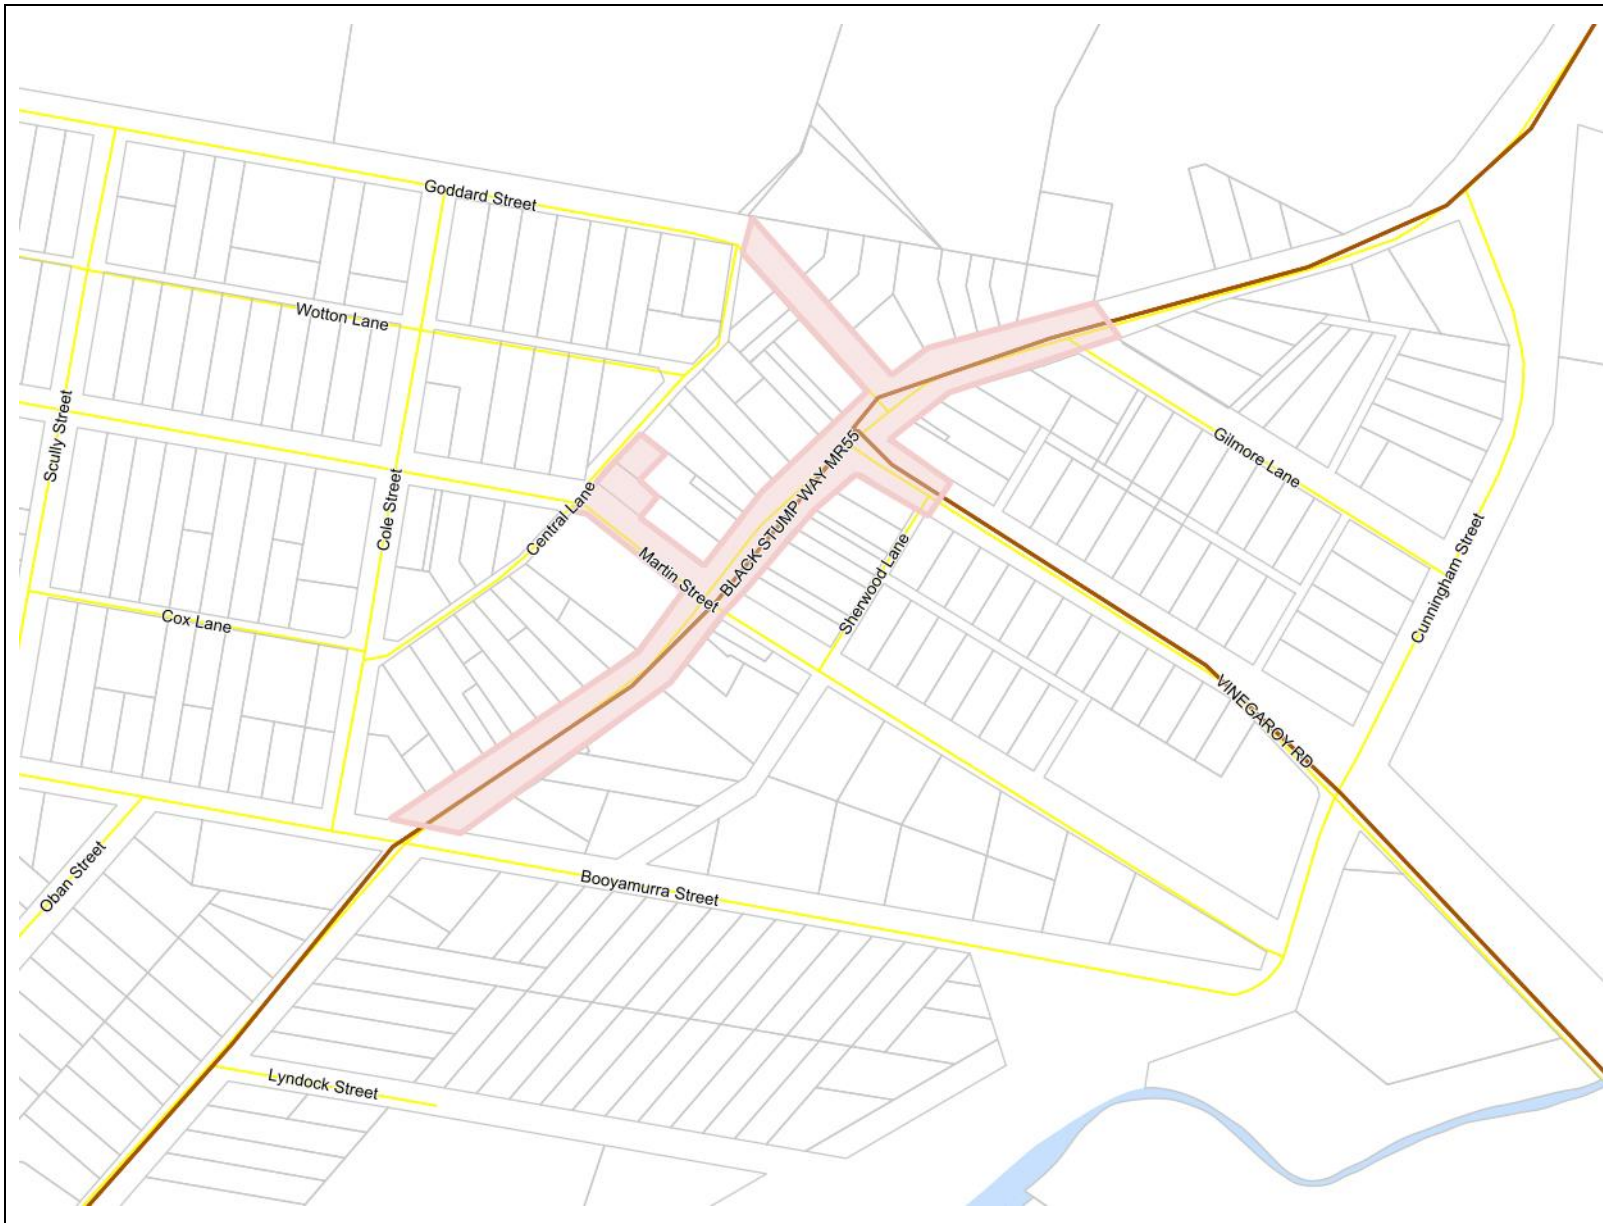 Goddard Street
Wotton Lane
Scully Street
Cole Street
Central Lane
BLACK STUMP WAY MR55
Gilmore Lane
Martin Street
Sherwood Lane
Cunningham Street
Cox Lane
VINEGAROY RD
Oban Street
Booyamurra Street
Lyndock Street